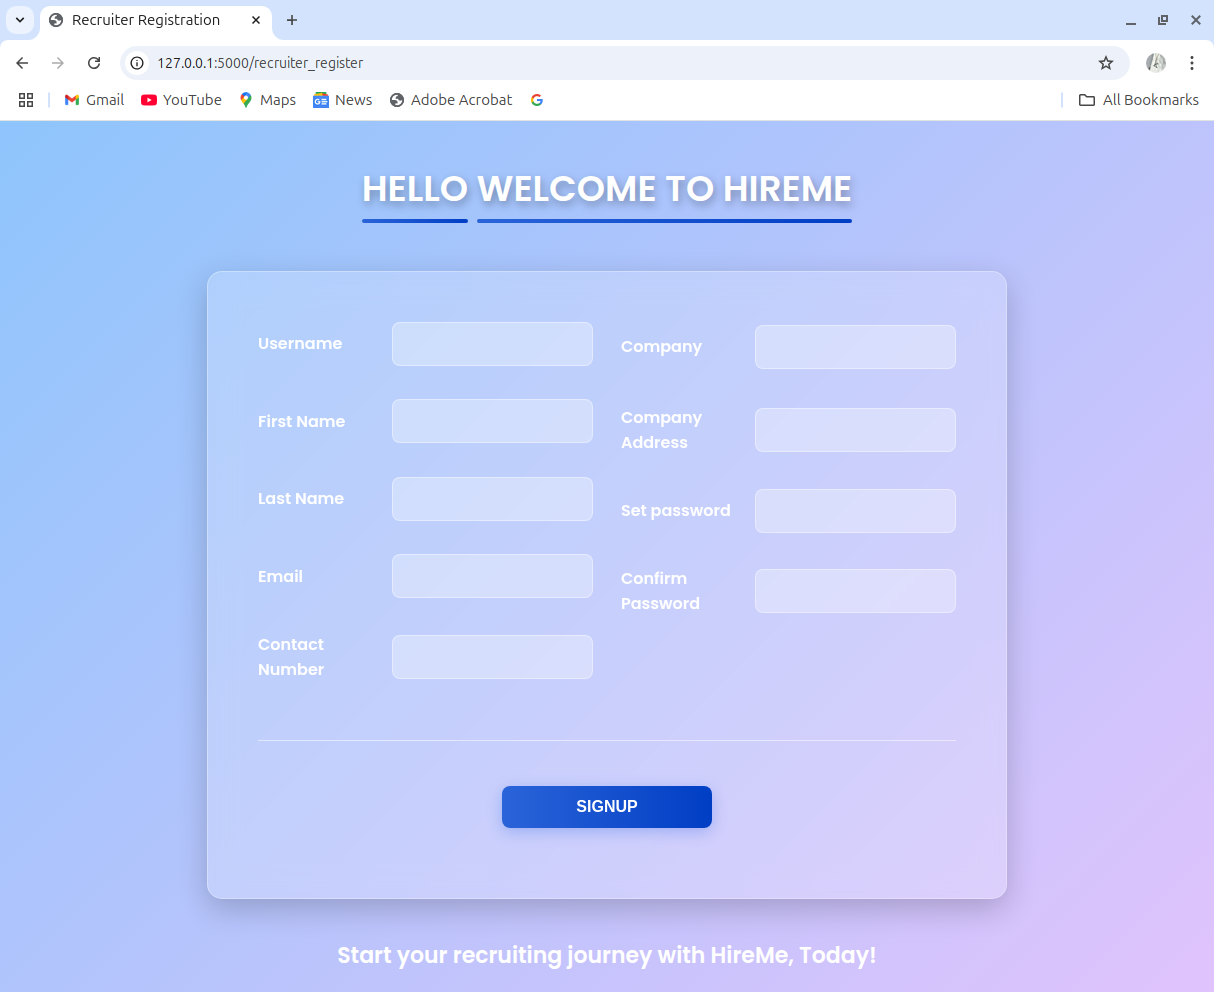 Recruiter Registration
127.0.0.1:5000/recruiter_register
Gmail YouTube Maps News Adobe Acrobat All Bookmarks
HELLO WELCOME TO HIREME
Username
First Name
Last Name
Email
Contact
Number
Company
Company
Address
Set password
Confirm
Password
SIGNUP
Start your recruiting journey with HireMe, Today!